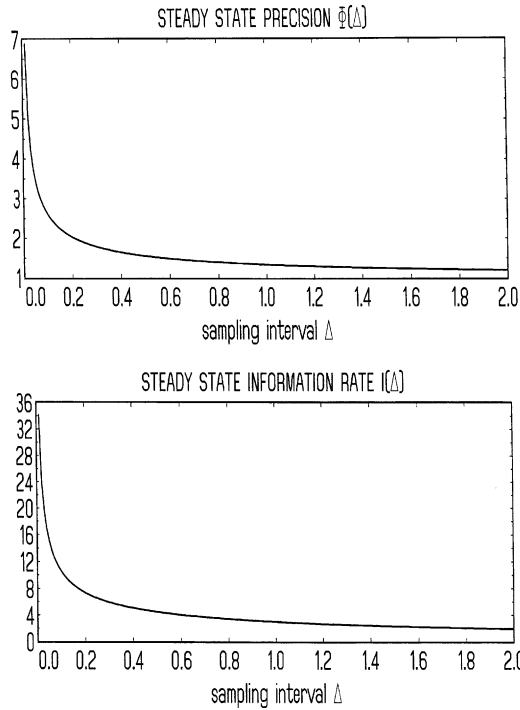 STEADY STATE PRECISION Φ(Δ)
7
6
5
4
3
2
1
0.0 0.2 0.4 0.6 0.8 1.0 1.2 1.4 1.6 1.8 2.0
sampling interval Δ
STEADY STATE INFORMATION RATE I(Δ)
36
32
28
24
20
16
12
8
4
0
0.0 0.2 0.4 0.6 0.8 1.0 1.2 1.4 1.6 1.8 2.0
sampling interval Δ